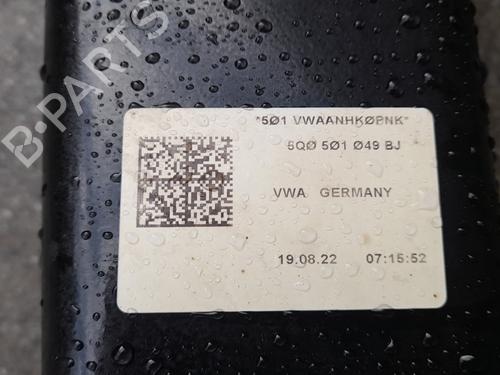 *5Ø1 VWAANHKØPNK*
5QØ 5Ø1 Ø49 BJ
VWA GERMANY
19.08.22 07:15:52
B-PARTS